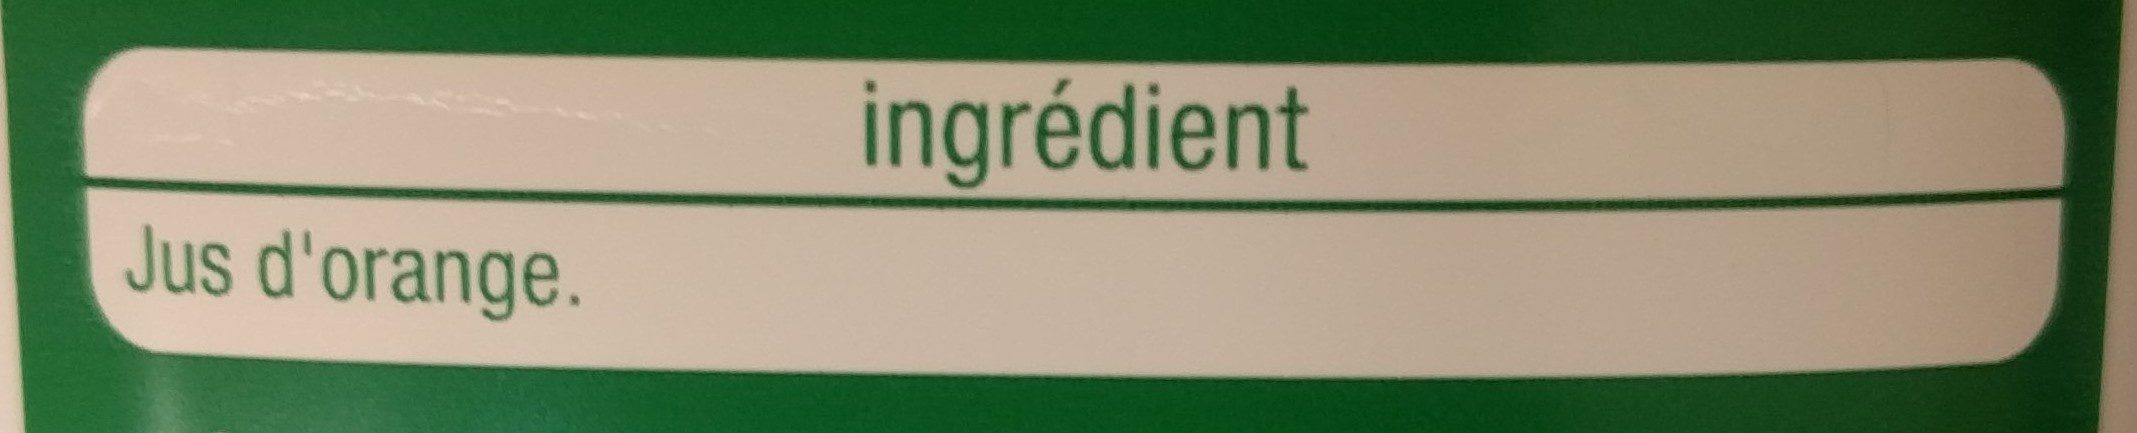 ingrédient
Jus d'orange.